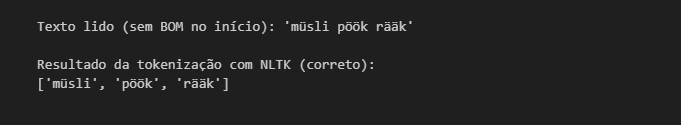 Texto lido (sem BOM no início): 'müsli pöök rääk'
Resultado da tokenização com NLTK (correto):
['müsli', 'pöök', 'rääk']